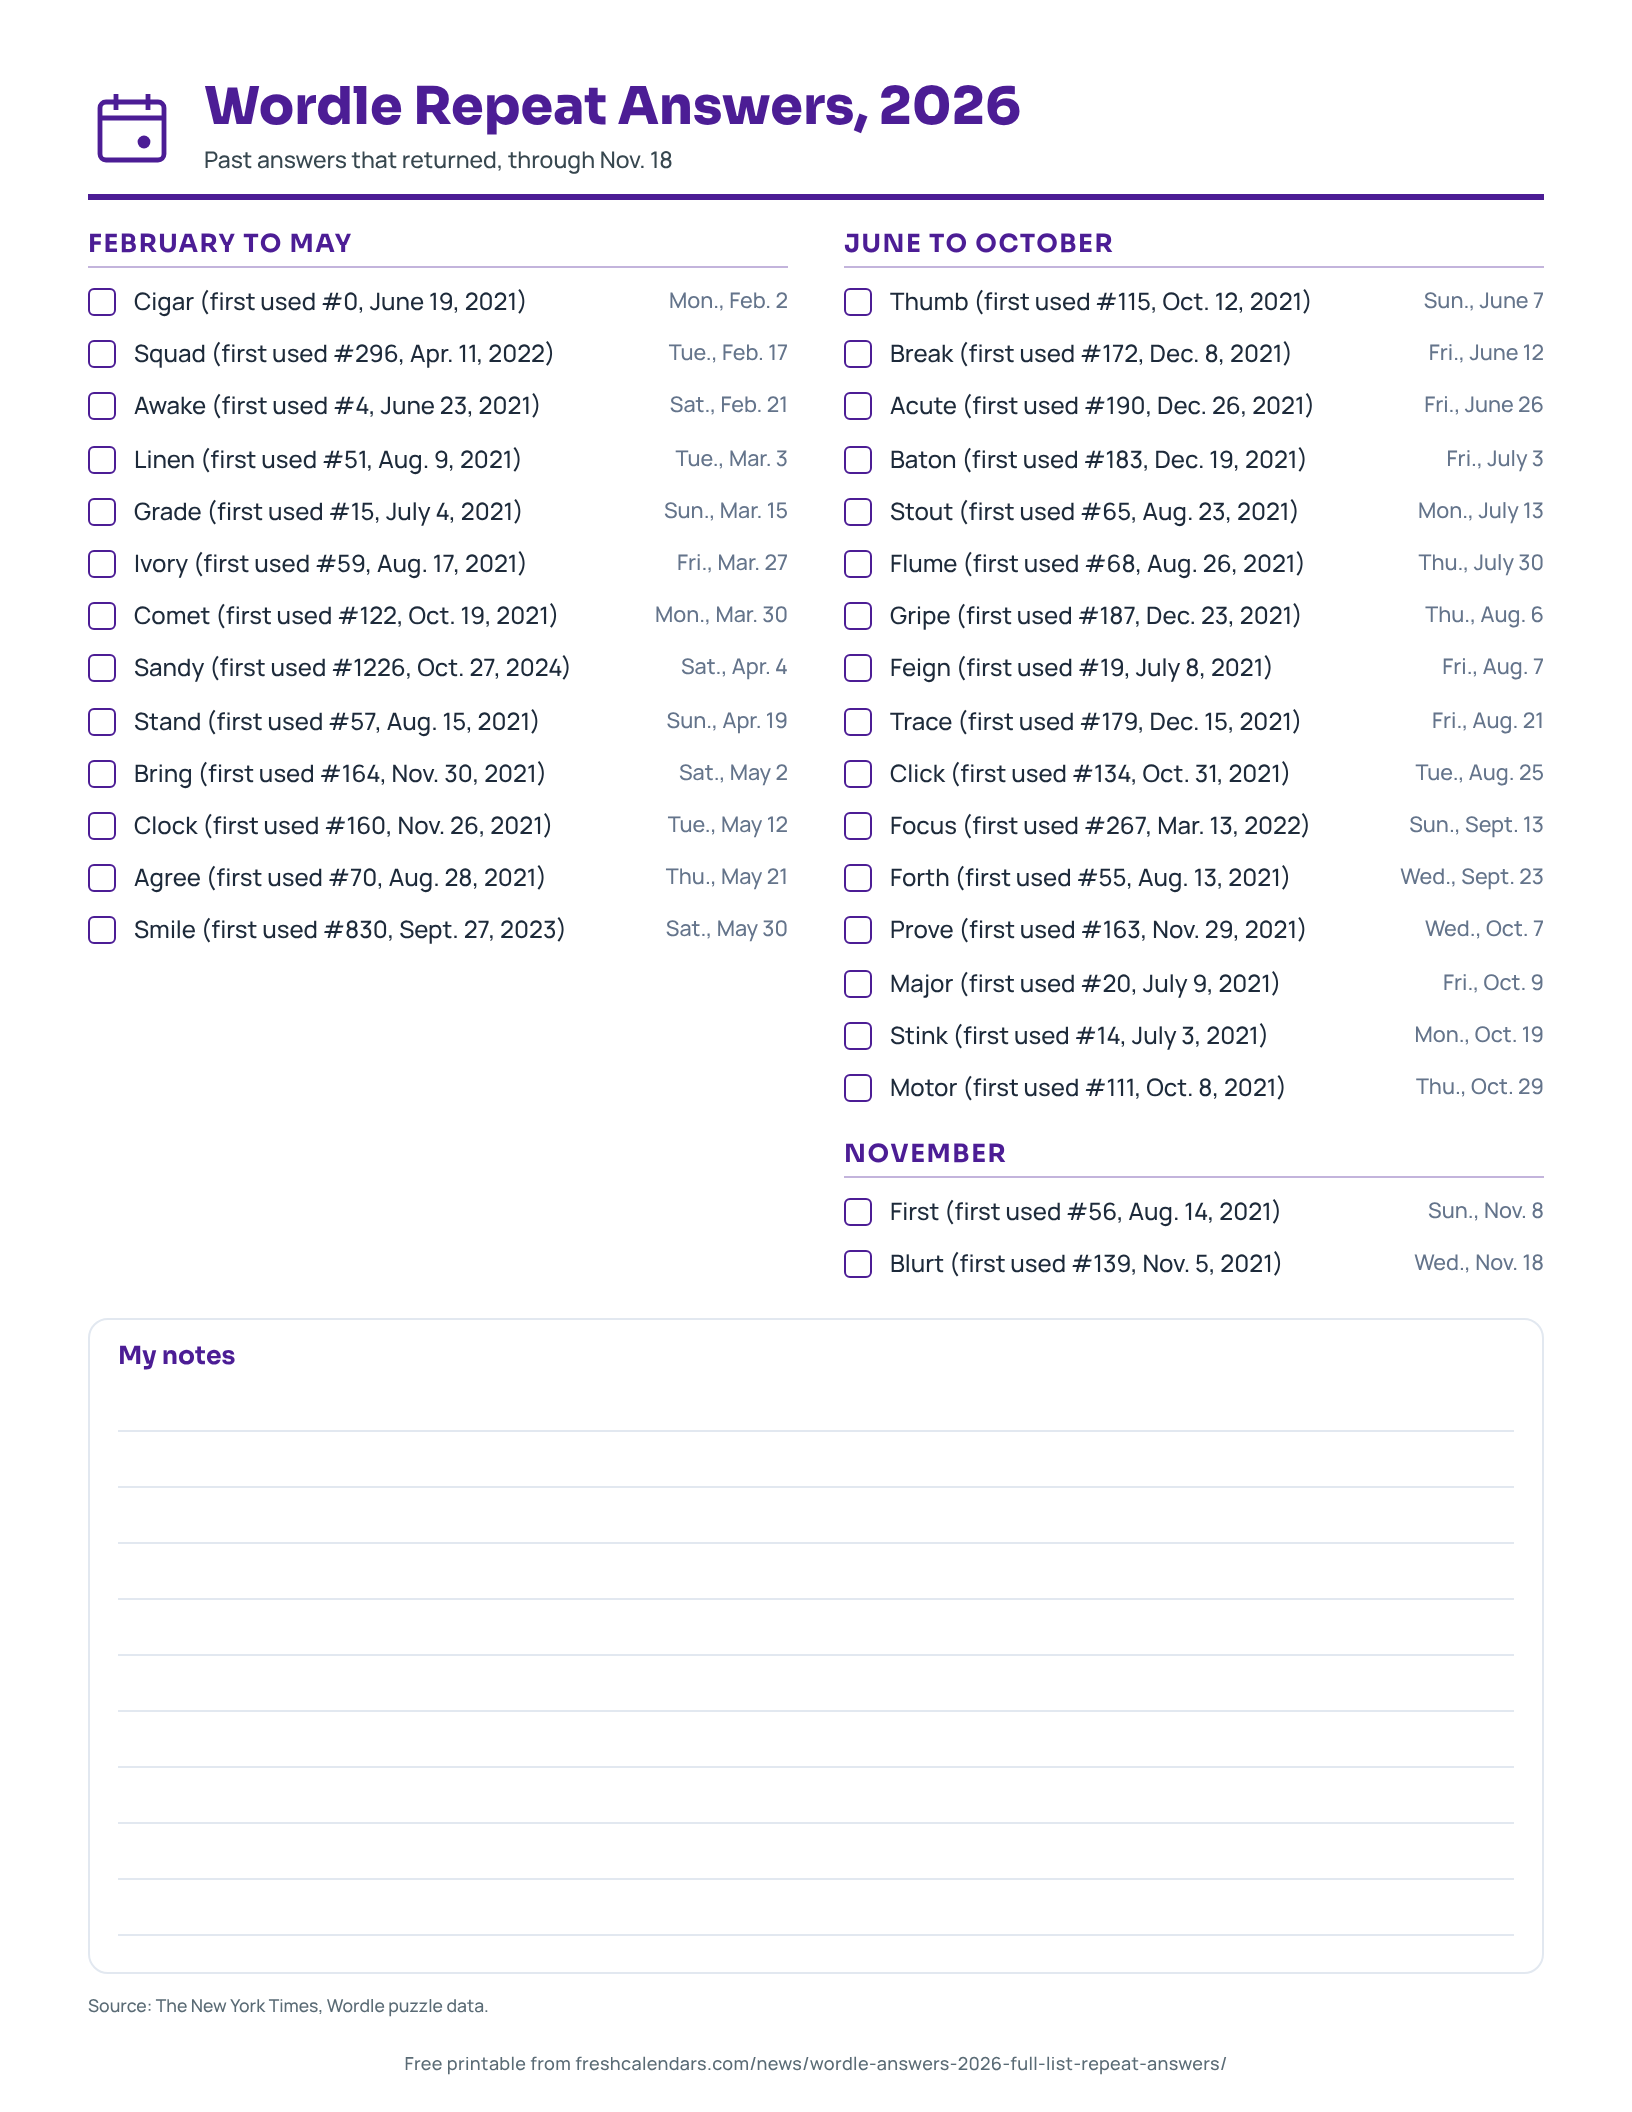 Wordle Repeat Answers, 2026
Past answers that returned, through Nov. 18
FEBRUARY TO MAY
Cigar (first used #0, June 19, 2021) Mon., Feb. 2
Squad (first used #296, Apr. 11, 2022) Tue., Feb. 17
Awake (first used #4, June 23, 2021) Sat., Feb. 21
Linen (first used #51, Aug. 9, 2021) Tue., Mar. 3
Grade (first used #15, July 4, 2021) Sun., Mar. 15
Ivory (first used #59, Aug. 17, 2021) Fri., Mar. 27
Comet (first used #122, Oct. 19, 2021) Mon., Mar. 30
Sandy (first used #1226, Oct. 27, 2024) Sat., Apr. 4
Stand (first used #57, Aug. 15, 2021) Sun., Apr. 19
Bring (first used #164, Nov. 30, 2021) Sat., May 2
Clock (first used #160, Nov. 26, 2021) Tue., May 12
Agree (first used #70, Aug. 28, 2021) Thu., May 21
Smile (first used #830, Sept. 27, 2023) Sat., May 30
JUNE TO OCTOBER
Thumb (first used #115, Oct. 12, 2021) Sun., June 7
Break (first used #172, Dec. 8, 2021) Fri., June 12
Acute (first used #190, Dec. 26, 2021) Fri., June 26
Baton (first used #183, Dec. 19, 2021) Fri., July 3
Stout (first used #65, Aug. 23, 2021) Mon., July 13
Flume (first used #68, Aug. 26, 2021) Thu., July 30
Gripe (first used #187, Dec. 23, 2021) Thu., Aug. 6
Feign (first used #19, July 8, 2021) Fri., Aug. 7
Trace (first used #179, Dec. 15, 2021) Fri., Aug. 21
Click (first used #134, Oct. 31, 2021) Tue., Aug. 25
Focus (first used #267, Mar. 13, 2022) Sun., Sept. 13
Forth (first used #55, Aug. 13, 2021) Wed., Sept. 23
Prove (first used #163, Nov. 29, 2021) Wed., Oct. 7
Major (first used #20, July 9, 2021) Fri., Oct. 9
Stink (first used #14, July 3, 2021) Mon., Oct. 19
Motor (first used #111, Oct. 8, 2021) Thu., Oct. 29
NOVEMBER
First (first used #56, Aug. 14, 2021) Sun., Nov. 8
Blurt (first used #139, Nov. 5, 2021) Wed., Nov. 18
My notes
Source: The New York Times, Wordle puzzle data.
Free printable from freshcalendars.com/news/wordle-answers-2026-full-list-repeat-answers/